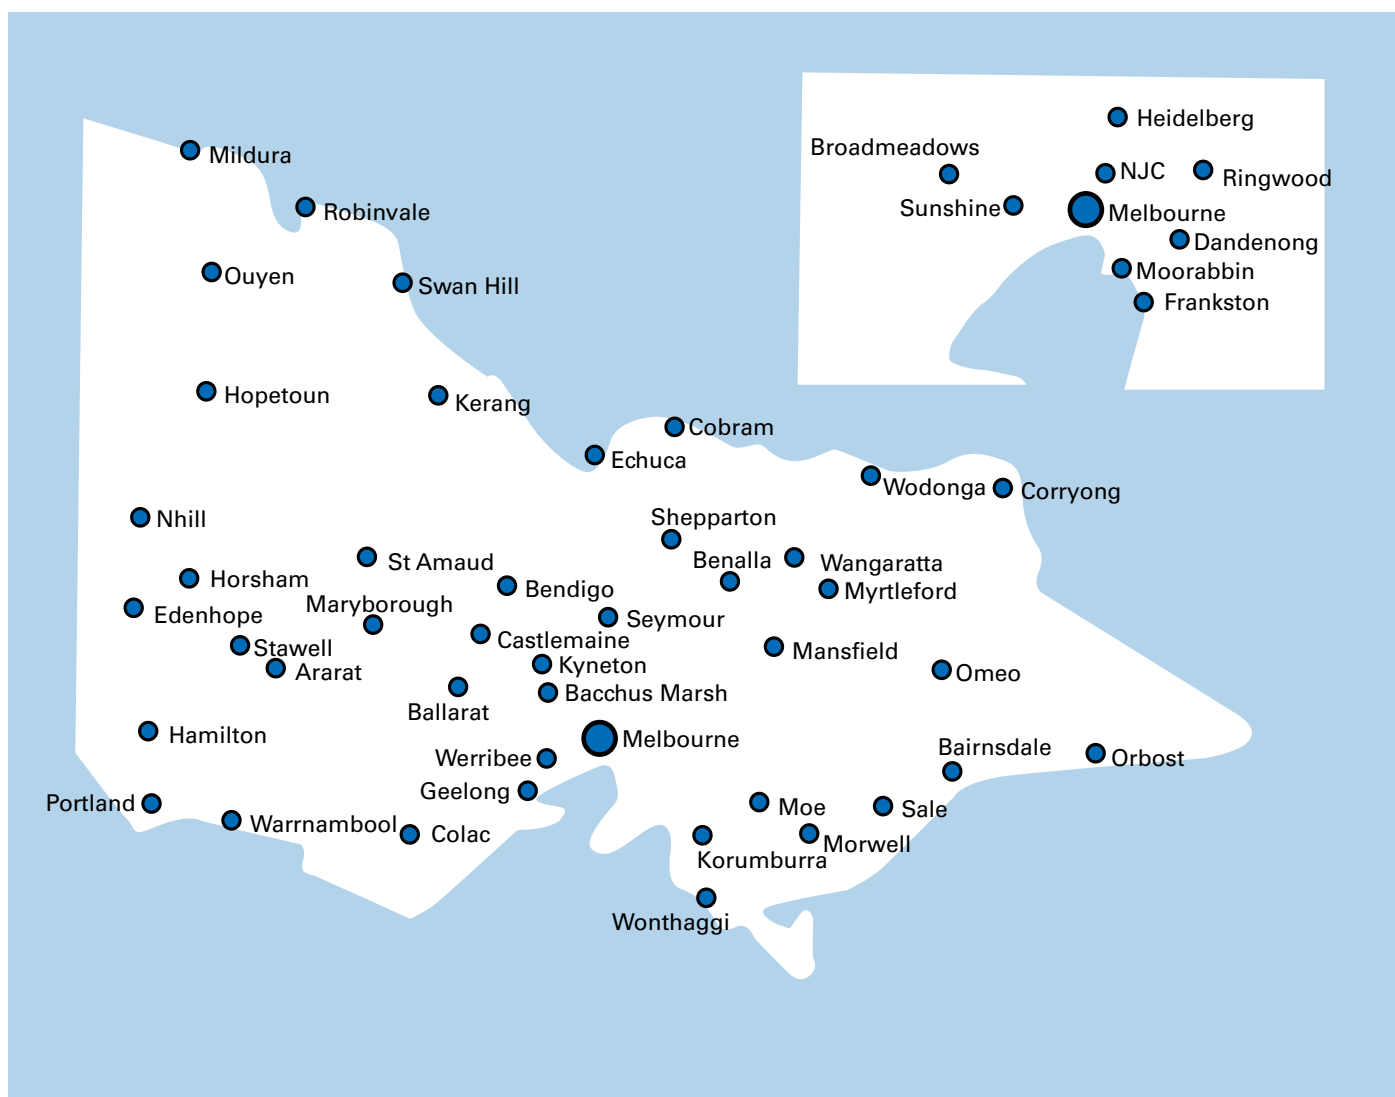 Heidelberg
Broadmeadows
Mildura
NJC
Ringwood
Sunshine
Robinvale
Melbourne
Dandenong
Moorabbin
Ouyen
Swan Hill
Frankston
Hopetoun
Kerang
Cobram
Echuca
Wodonga
Corryong
Nhill
Shepparton
St Amaud
Benalla
Wangaratta
Horsham
Bendigo
Myrtleford
Maryborough
Edenhope
Seymour
Castlemaine
Stawell
Mansfield
Kyneton
Ararat
Omeo
Bacchus Marsh
Ballarat
Hamilton
Melbourne
Bairnsdale
Werribee
Orbost
Geelong
Portland
Moe
Sale
Warrnambool
Colac
Morwell
Korumburra
Wonthaggi